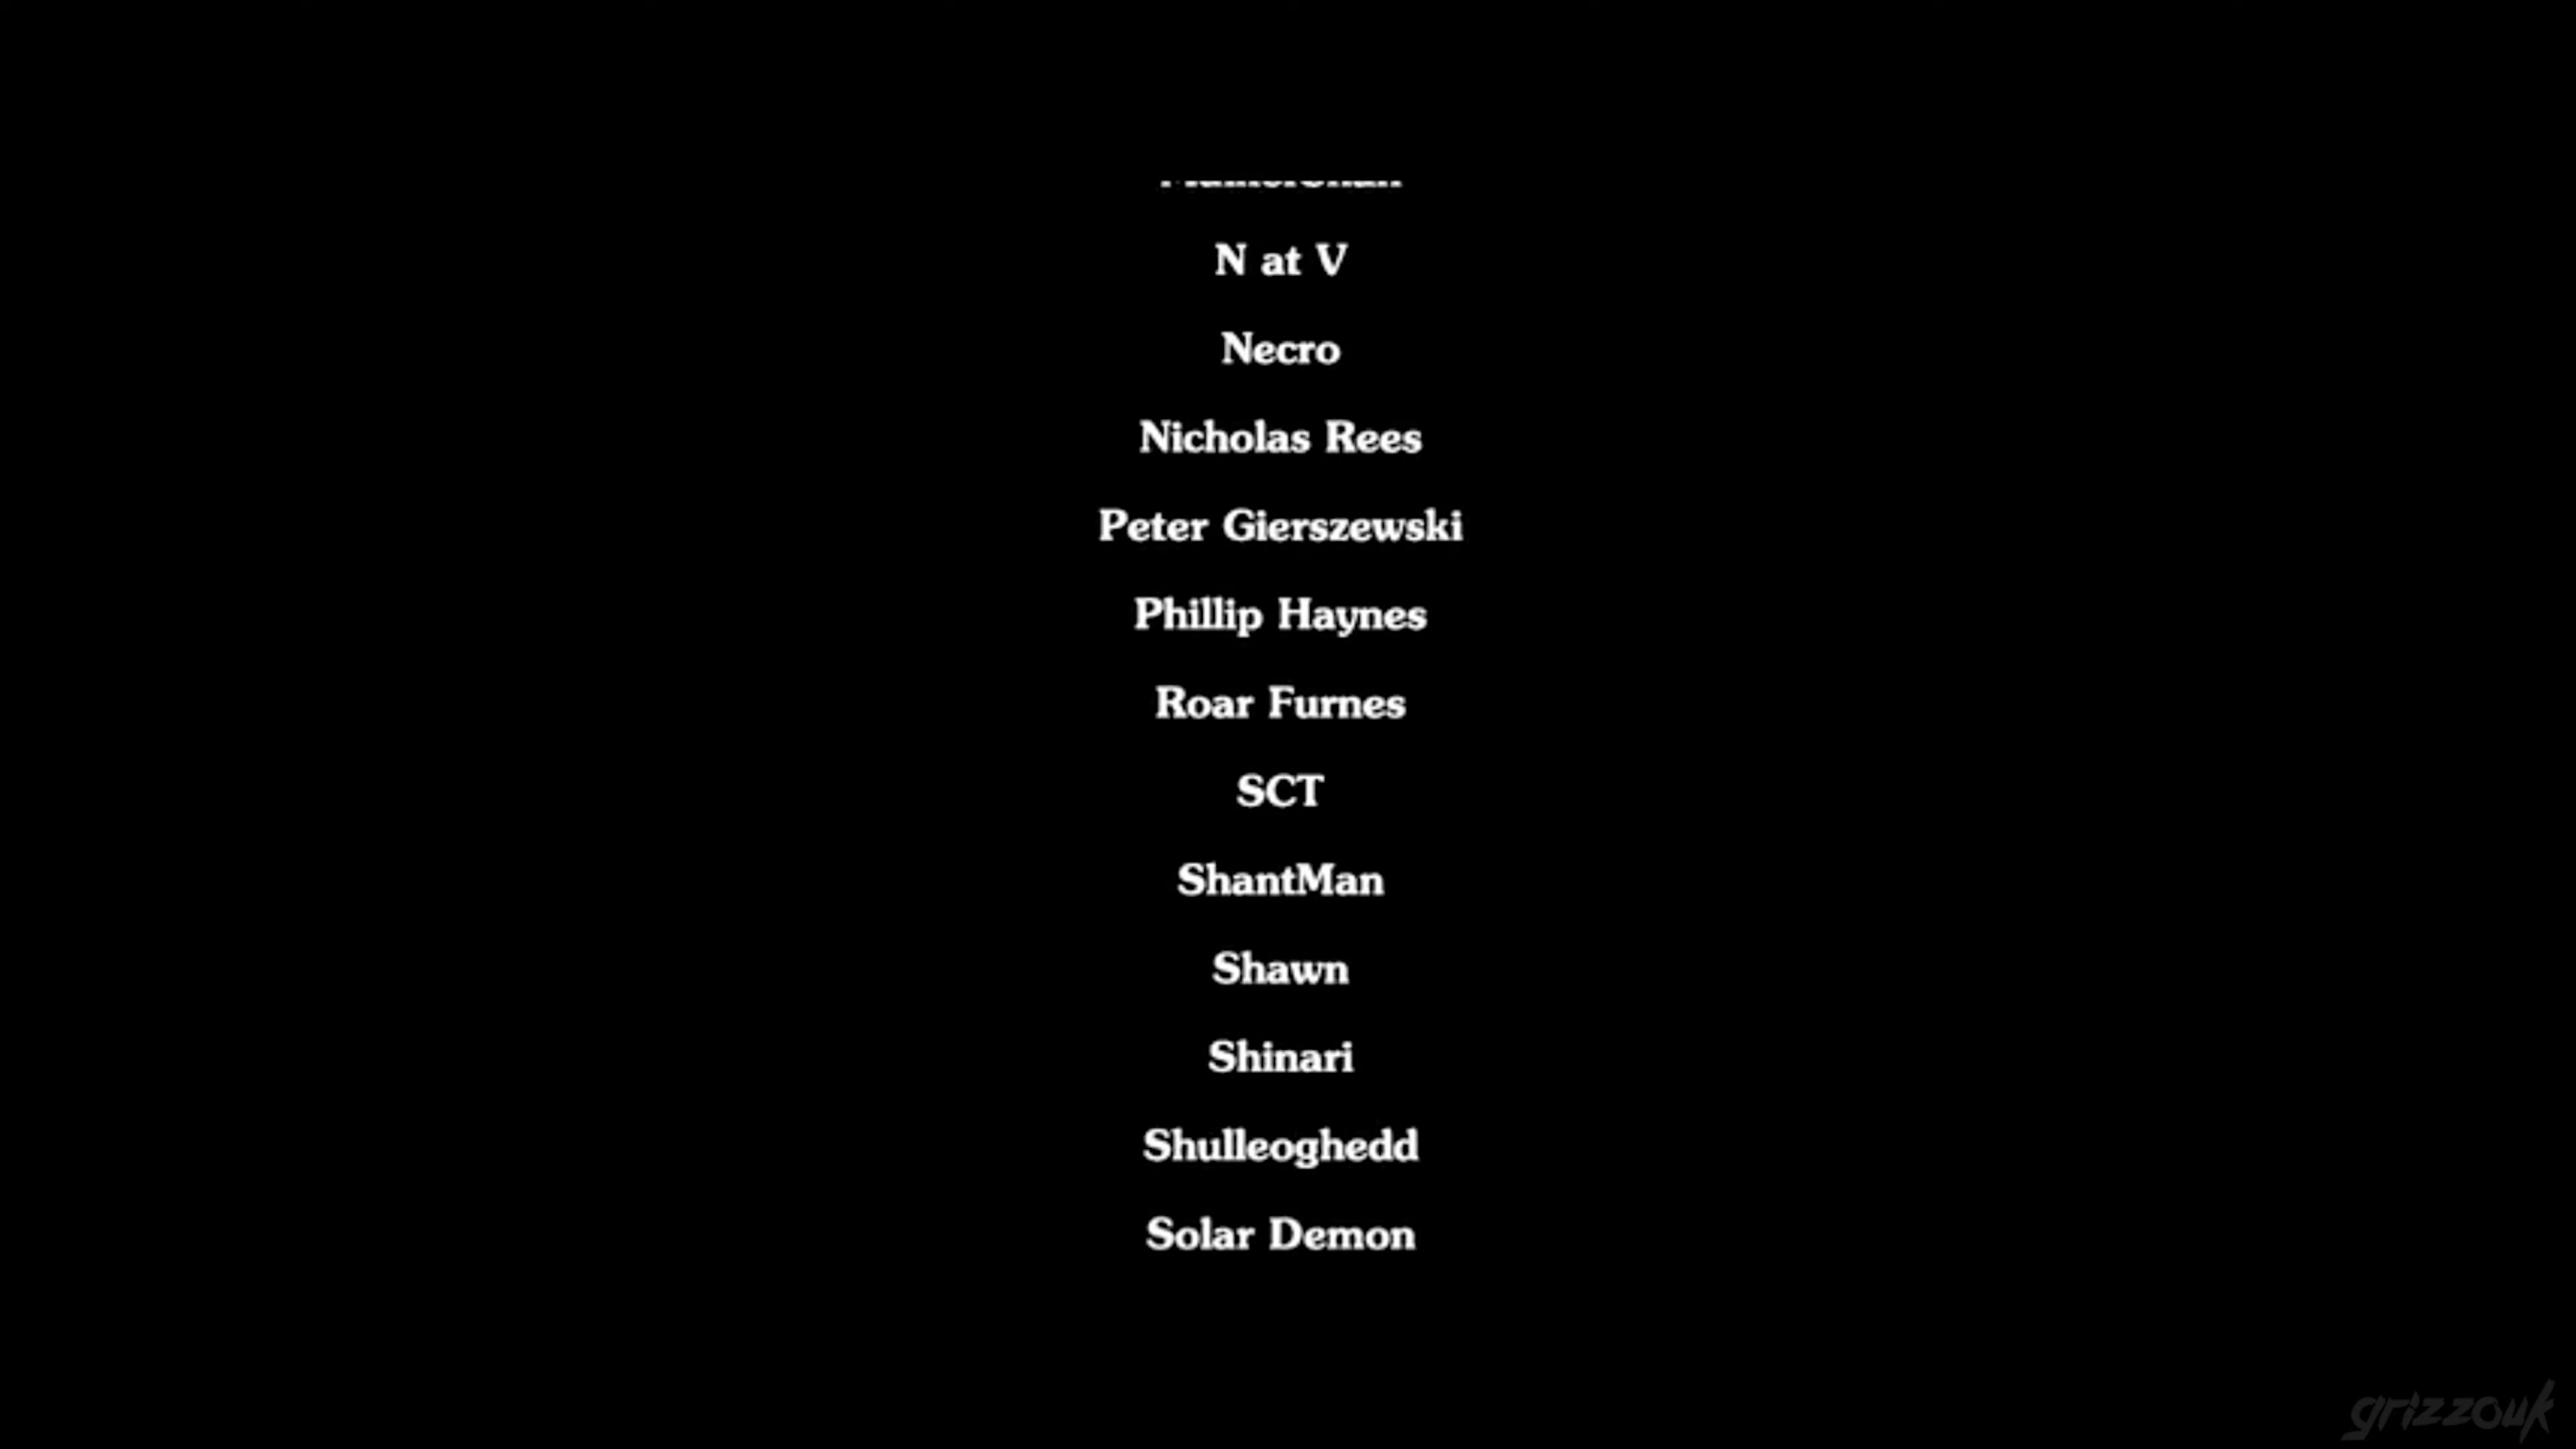 N at V
Necro
Nicholas Rees
Peter Gierszewski
Phillip Haynes
Roar Furnes
SCT
ShantMan
Shawn
Shinari
Shulleoghedd
Solar Demon
grizzouk